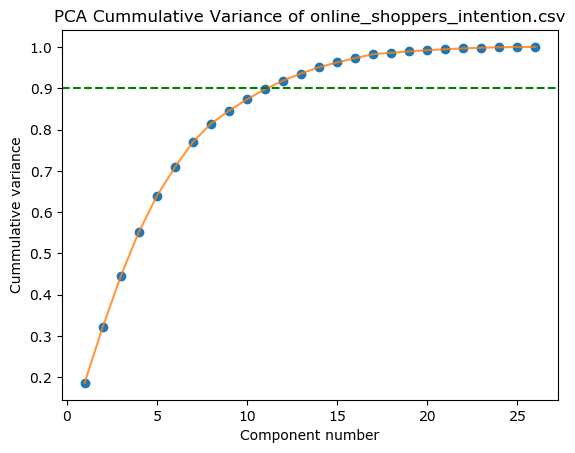 PCA Cummulative Variance of online_shoppers_intention.csv
1.0
0.9
0.8
0.7
0.6
0.5
0.4
0.3
0.2
Cummulative variance
0 5 10 15 20 25
Component number